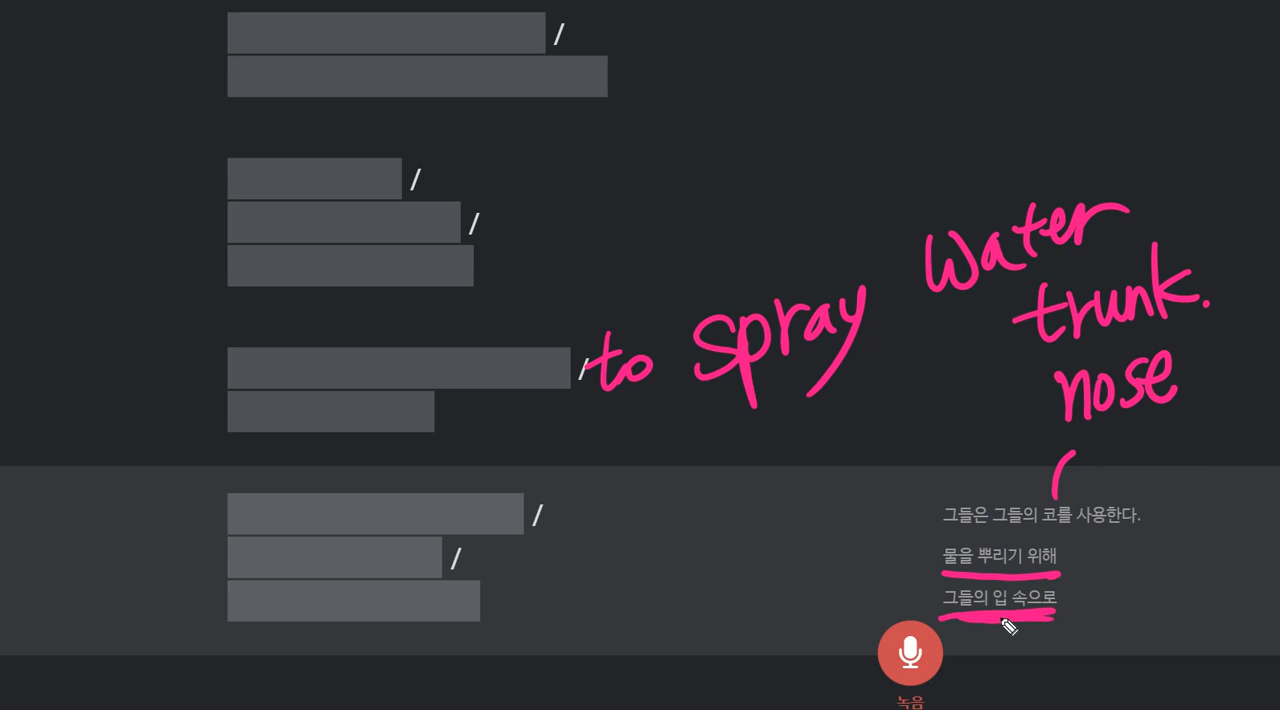 /
/
/
water
trunk.
/ to spray
nose
그들은 그들의 코를 사용한다.
/
물을 뿌리기 위해
/
그들의 입 속으로
녹음